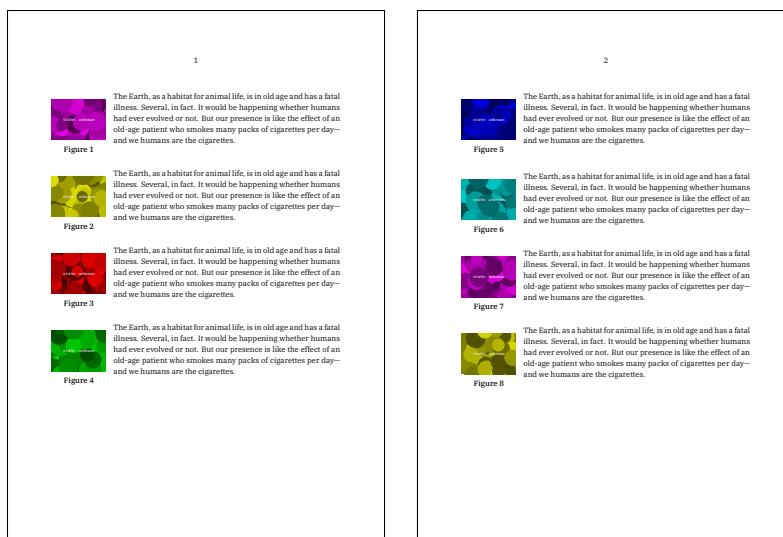 1
The Earth, as a habitat for animal life, is in old age and has a fatal
illness. Several, in fact. It would be happening whether humans
had ever evolved or not. But our presence is like the effect of an
old-age patient who smokes many packs of cigarettes per day—
and we humans are the cigarettes.
state: unknown
Figure 1
The Earth, as a habitat for animal life, is in old age and has a fatal
illness. Several, in fact. It would be happening whether humans
had ever evolved or not. But our presence is like the effect of an
old-age patient who smokes many packs of cigarettes per day—
and we humans are the cigarettes.
state: unknown
Figure 2
The Earth, as a habitat for animal life, is in old age and has a fatal
illness. Several, in fact. It would be happening whether humans
had ever evolved or not. But our presence is like the effect of an
old-age patient who smokes many packs of cigarettes per day—
and we humans are the cigarettes.
state: unknown
Figure 3
The Earth, as a habitat for animal life, is in old age and has a fatal
illness. Several, in fact. It would be happening whether humans
had ever evolved or not. But our presence is like the effect of an
old-age patient who smokes many packs of cigarettes per day—
and we humans are the cigarettes.
state: unknown
Figure 4
2
The Earth, as a habitat for animal life, is in old age and has a fatal
illness. Several, in fact. It would be happening whether humans
had ever evolved or not. But our presence is like the effect of an
old-age patient who smokes many packs of cigarettes per day—
and we humans are the cigarettes.
state: unknown
Figure 5
The Earth, as a habitat for animal life, is in old age and has a fatal
illness. Several, in fact. It would be happening whether humans
had ever evolved or not. But our presence is like the effect of an
old-age patient who smokes many packs of cigarettes per day—
and we humans are the cigarettes.
state: unknown
Figure 6
The Earth, as a habitat for animal life, is in old age and has a fatal
illness. Several, in fact. It would be happening whether humans
had ever evolved or not. But our presence is like the effect of an
old-age patient who smokes many packs of cigarettes per day—
and we humans are the cigarettes.
state: unknown
Figure 7
The Earth, as a habitat for animal life, is in old age and has a fatal
illness. Several, in fact. It would be happening whether humans
had ever evolved or not. But our presence is like the effect of an
old-age patient who smokes many packs of cigarettes per day—
and we humans are the cigarettes.
state: unknown
Figure 8